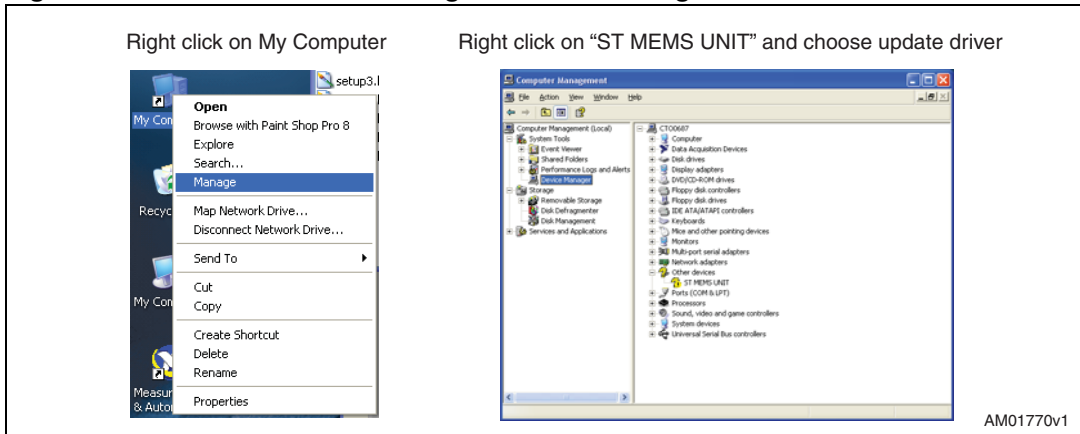 Right click on My Computer
Right click on “ST MEMS UNIT” and choose update driver
My Con
Recyc
My Con
Measur
& Auto
setup3.l
Open
Browse with Paint Shop Pro 8
Explore
Search...
Manage
Map Network Drive...
Disconnect Network Drive...
Send To
Cut
Copy
Create Shortcut
Delete
Rename
Properties
Computer Management
File Action View Window Help
Computer Management (Local)
System Tools
Event Viewer
Shared Folders
Performance Logs and Alerts
Device Manager
Storage
Removable Storage
Disk Defragmenter
Disk Management
Services and Applications
CTO0687
Computer
Data Acquisition Devices
Disk drives
Display adapters
DVD/CD-ROM drives
Floppy disk controllers
Floppy disk drives
IDE ATA/ATAPI controllers
Keyboards
Mice and other pointing devices
Monitors
Multi-port serial adapters
Network adapters
Other devices
ST MEMS UNIT
Ports (COM & LPT)
Processors
Sound, video and game controllers
System devices
Universal Serial Bus controllers
AM01770v1